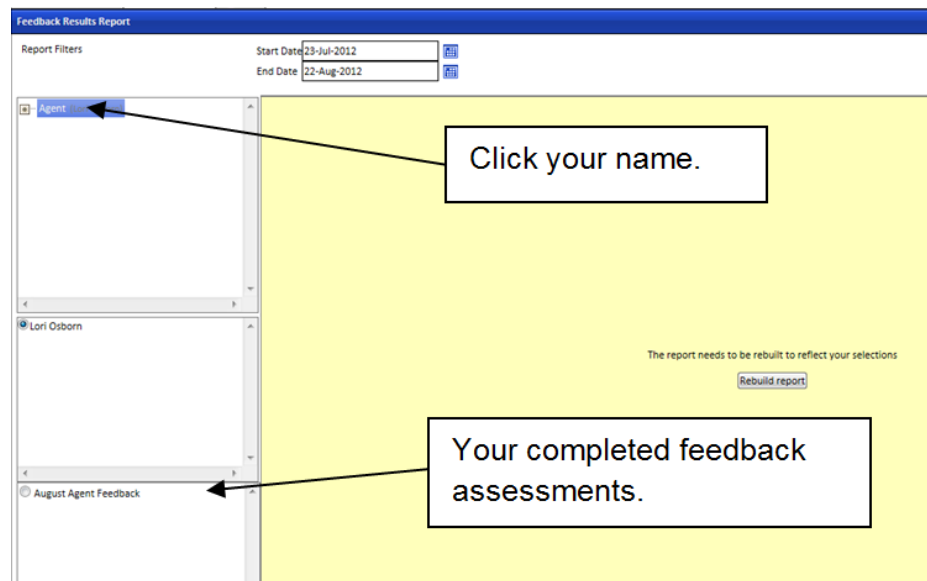 Feedback Results Report
Report Filters
Start Date 23-Jul-2012
End Date 22-Aug-2012
Agent
Click your name.
Lori Osborn
The report needs to be rebuilt to reflect your selections
Rebuild report
Your completed feedback
assessments.
August Agent Feedback